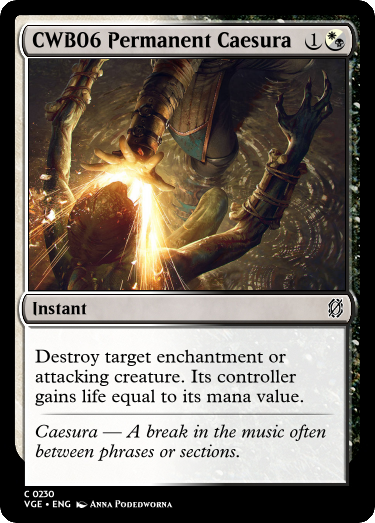 CWB06 Permanent Caesura 1
Instant
Destroy target enchantment or
attacking creature. Its controller
gains life equal to its mana value.
Caesura — A break in the music often
between phrases or sections.
C 0230
VGE • ENG Anna Podedworna